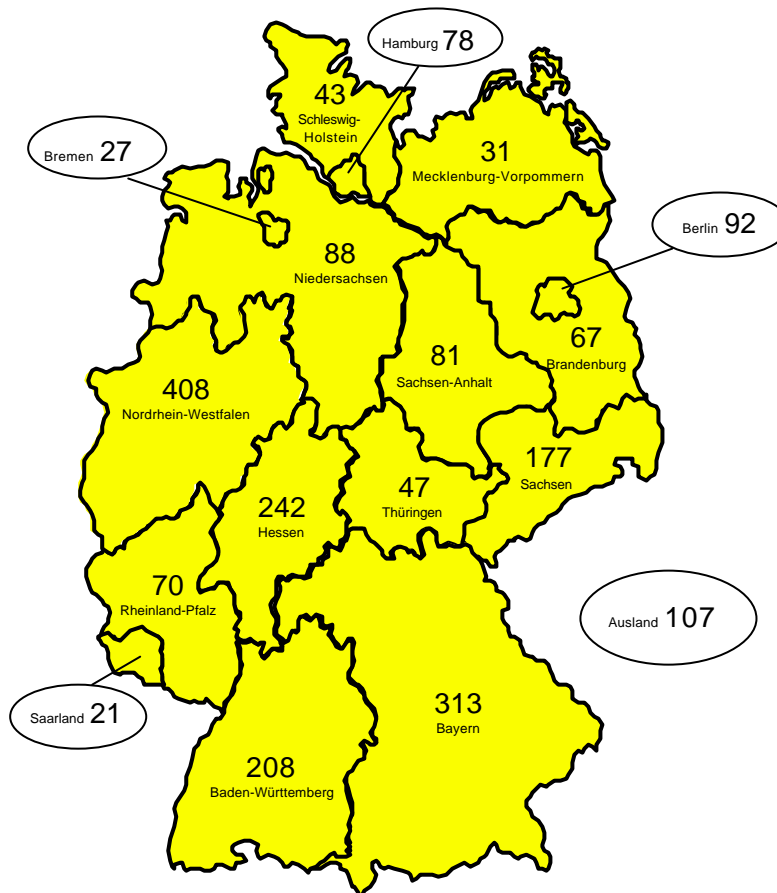 Hamburg 78
43
Schleswig-
Holstein
Bremen 27
31
Mecklenburg-Vorpommern
Berlin 92
88
Niedersachsen
67
Brandenburg
81
Sachsen-Anhalt
408
Nordrhein-Westfalen
177
Sachsen
47
Thüringen
242
Hessen
70
Rheinland-Pfalz
Ausland 107
Saarland 21
313
Bayern
208
Baden-Württemberg